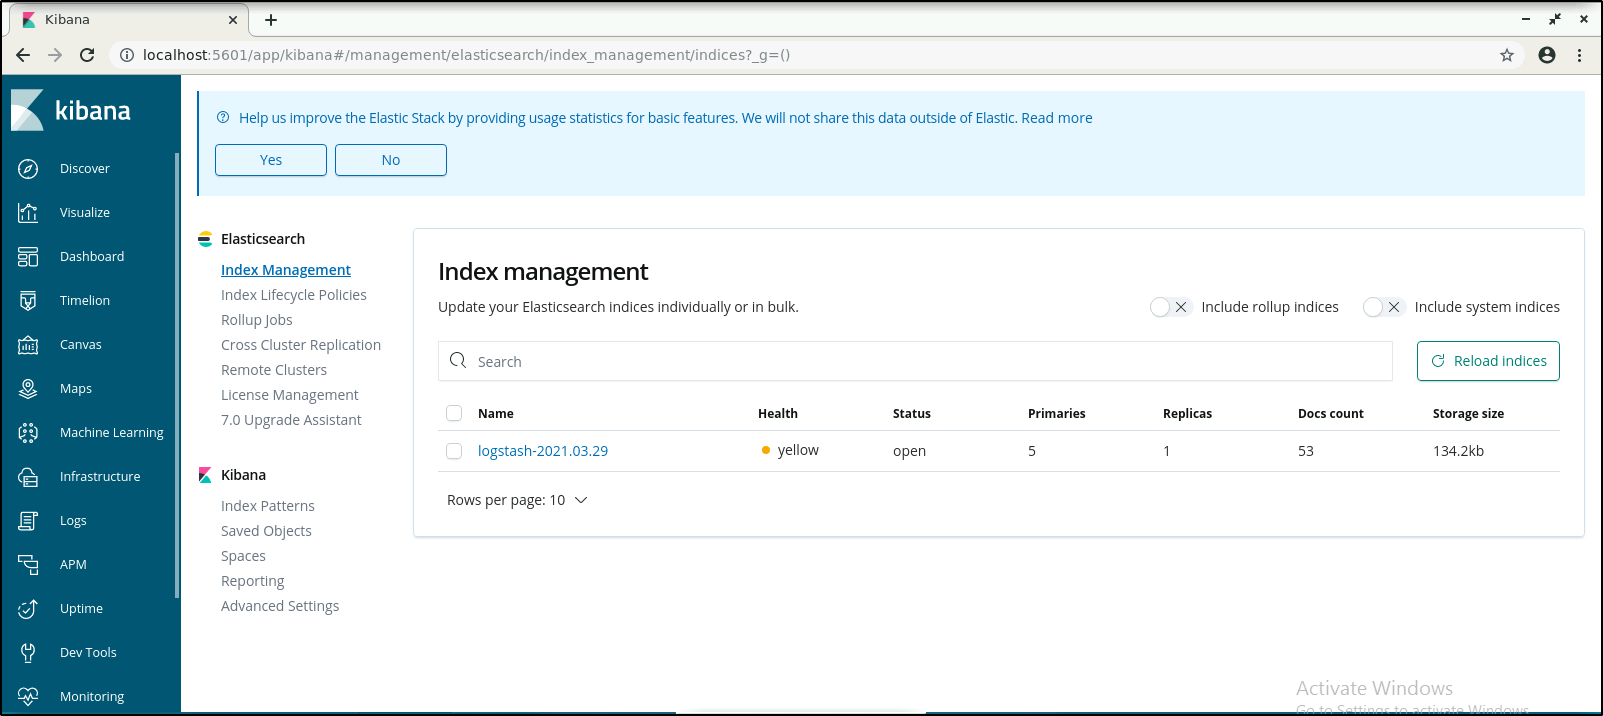 Kibana
localhost:5601/app/kibana#/management/elasticsearch/index_management/indices?_g=()
kibana
Discover
Visualize
Dashboard
Timelion
Canvas
Maps
Machine Learning
Infrastructure
Logs
APM
Uptime
Dev Tools
Monitoring
Help us improve the Elastic Stack by providing usage statistics for basic features. We will not share this data outside of Elastic. Read more
Yes No
Elasticsearch
Index Management
Index Lifecycle Policies
Rollup Jobs
Cross Cluster Replication
Remote Clusters
License Management
7.0 Upgrade Assistant
Kibana
Index Patterns
Saved Objects
Spaces
Reporting
Advanced Settings
Index management
Update your Elasticsearch indices individually or in bulk. Include rollup indices Include system indices
Search Reload indices
Name Health Status Primaries Replicas Docs count Storage size
logstash-2021.03.29 yellow open 5 1 53 134.2kb
Rows per page: 10
Activate Windows
Go to Settings to activate Windows.